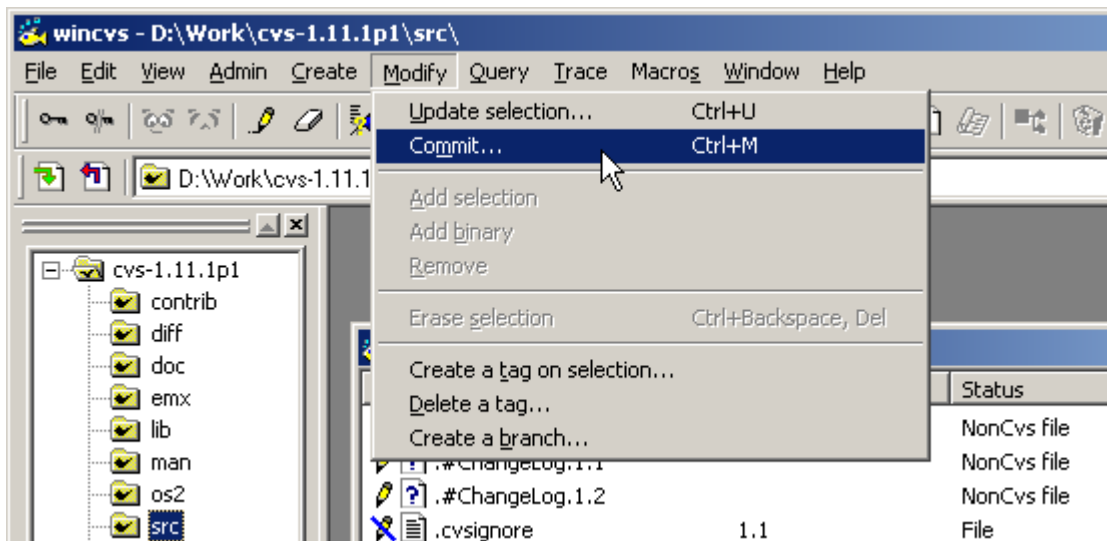 wincvs - D:\Work\cvs-1.11.1p1\src\
File Edit View Admin Create Modify Query Trace Macros Window Help
Update selection... Ctrl+U
Commit... Ctrl+M
D:\Work\cvs-1.11.1
Add selection
Add binary
Remove
Erase selection Ctrl+Backspace, Del
Create a tag on selection...
Delete a tag...
Create a branch...
cvs-1.11.1p1
contrib
diff
doc
emx
lib
man
os2
src
Status
NonCvs file
.#ChangeLog.1.1 NonCvs file
.#ChangeLog.1.2 NonCvs file
.cvsignore 1.1 File